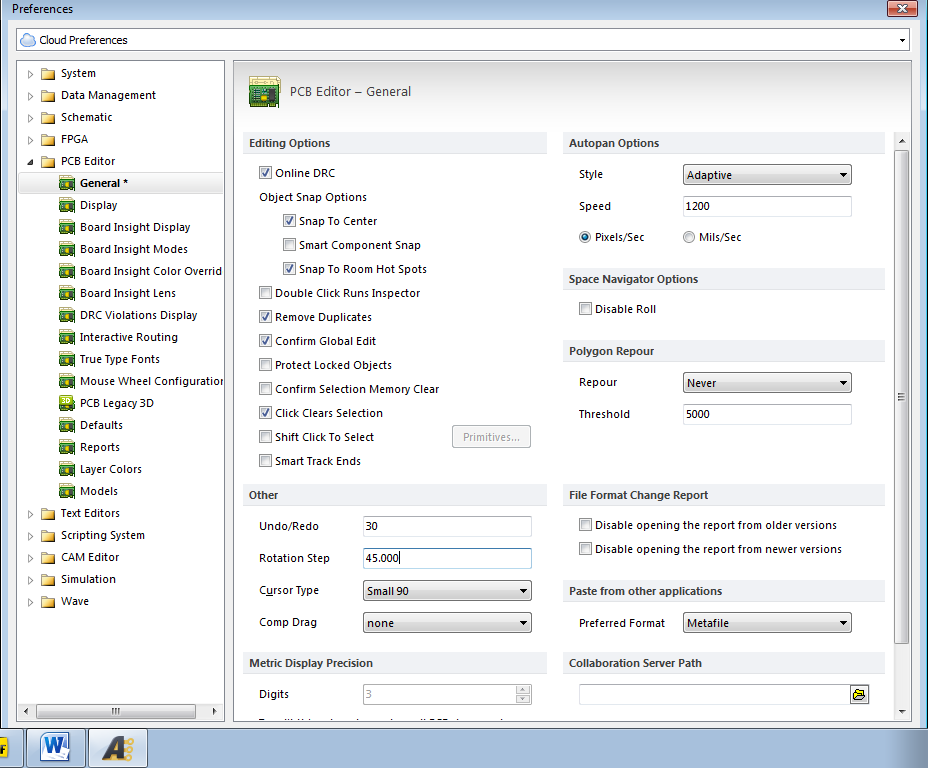 Preferences
Cloud Preferences
System
Data Management
Schematic
FPGA
PCB Editor
General *
Display
Board Insight Display
Board Insight Modes
Board Insight Color Overrid
Board Insight Lens
DRC Violations Display
Interactive Routing
True Type Fonts
Mouse Wheel Configuration
PCB Legacy 3D
Defaults
Reports
Layer Colors
Models
Text Editors
Scripting System
CAM Editor
Simulation
Wave
PCB Editor – General
Editing Options
Online DRC
Object Snap Options
Snap To Center
Smart Component Snap
Snap To Room Hot Spots
Double Click Runs Inspector
Remove Duplicates
Confirm Global Edit
Protect Locked Objects
Confirm Selection Memory Clear
Click Clears Selection
Shift Click To Select Primitives...
Smart Track Ends
Other
Undo/Redo 30
Rotation Step 45.000
Cursor Type Small 90
Comp Drag none
Metric Display Precision
Digits 3
Autopan Options
Style Adaptive
Speed 1200
Pixels/Sec Mils/Sec
Space Navigator Options
Disable Roll
Polygon Repour
Repour Never
Threshold 5000
File Format Change Report
Disable opening the report from older versions
Disable opening the report from newer versions
Paste from other applications
Preferred Format Metafile
Collaboration Server Path